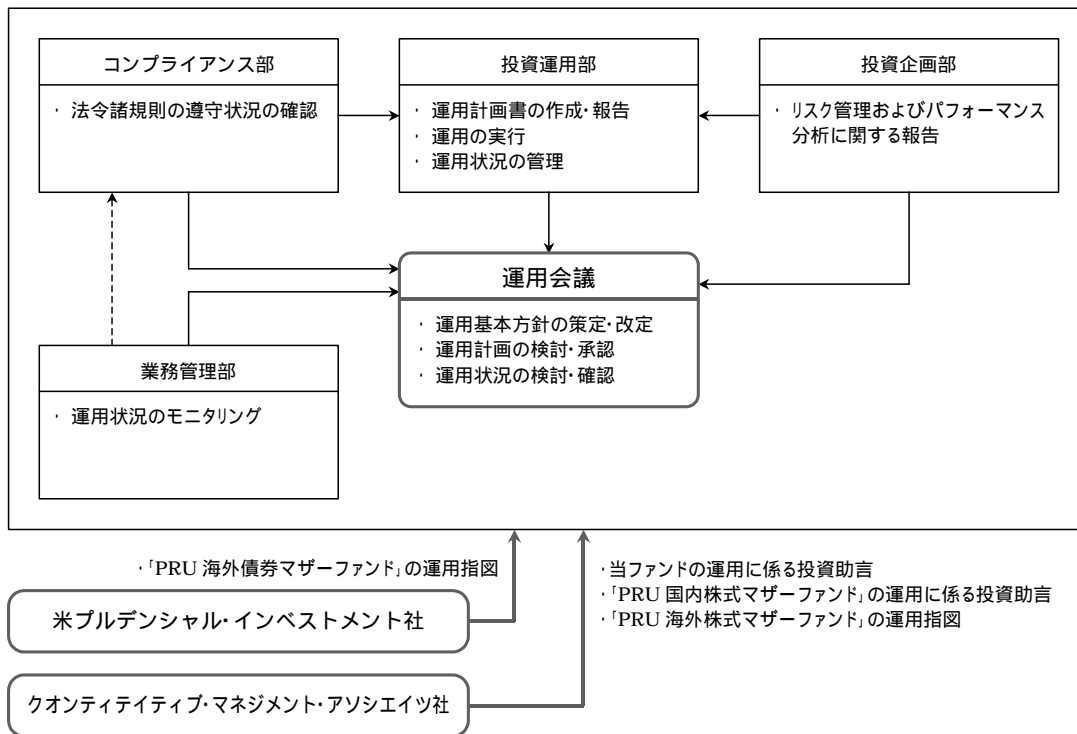 コンプライアンス部
・ 法令諸規則の遵守状況の確認
投資運用部
・ 運用計画書の作成・報告
・ 運用の実行
・ 運用状況の管理
投資企画部
・ リスク管理およびパフォーマンス
分析に関する報告
運用会議
・ 運用基本方針の策定・改定
・ 運用計画の検討・承認
・ 運用状況の検討・確認
業務管理部
・ 運用状況のモニタリング
・「PRU 海外債券マザーファンド」の運用指図
・当ファンドの運用に係る投資助言
・「PRU 国内株式マザーファンド」の運用に係る投資助言
・「PRU 海外株式マザーファンド」の運用指図
米プルデンシャル・インベストメント社
クオンティテイティブ・マネジメント・アソシエイツ社